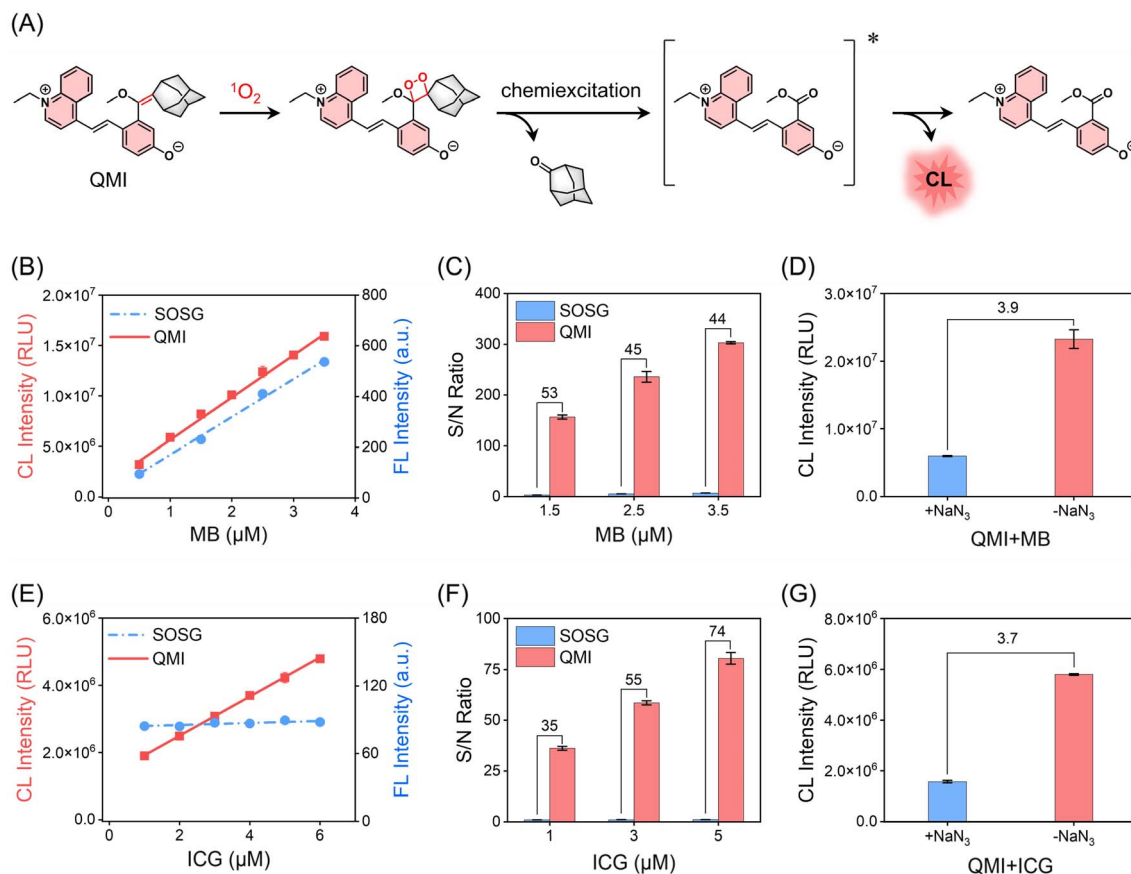 (A)
*
¹O₂
chemiexcitation
N⊕
O
O⊖
QMI
N⊕
O
O-O
O⊖
O
N⊕
O
O
O⊖
CL
N⊕
O
O
O⊖
(B)
CL Intensity (RLU)
2.0×10⁷
1.5×10⁷
1.0×10⁷
5.0×10⁶
0.0
SOSG
QMI
800
600
400
200
0
FL Intensity (a.u.)
0 1 2 3 4
MB (μM)
(C)
S/N Ratio
400
300
200
100
0
SOSG
QMI
53
45
44
1.5 2.5 3.5
MB (μM)
(D)
CL Intensity (RLU)
3.0×10⁷
2.0×10⁷
1.0×10⁷
0.0
3.9
+NaN₃ -NaN₃
QMI+MB
(E)
CL Intensity (RLU)
6.0×10⁶
4.0×10⁶
2.0×10⁶
0.0
SOSG
QMI
180
120
60
0
FL Intensity (a.u.)
0 2 4 6
ICG (μM)
(F)
S/N Ratio
100
75
50
25
0
SOSG
QMI
35
55
74
1 3 5
ICG (μM)
(G)
CL Intensity (RLU)
8.0×10⁶
6.0×10⁶
4.0×10⁶
2.0×10⁶
0.0
3.7
+NaN₃ -NaN₃
QMI+ICG